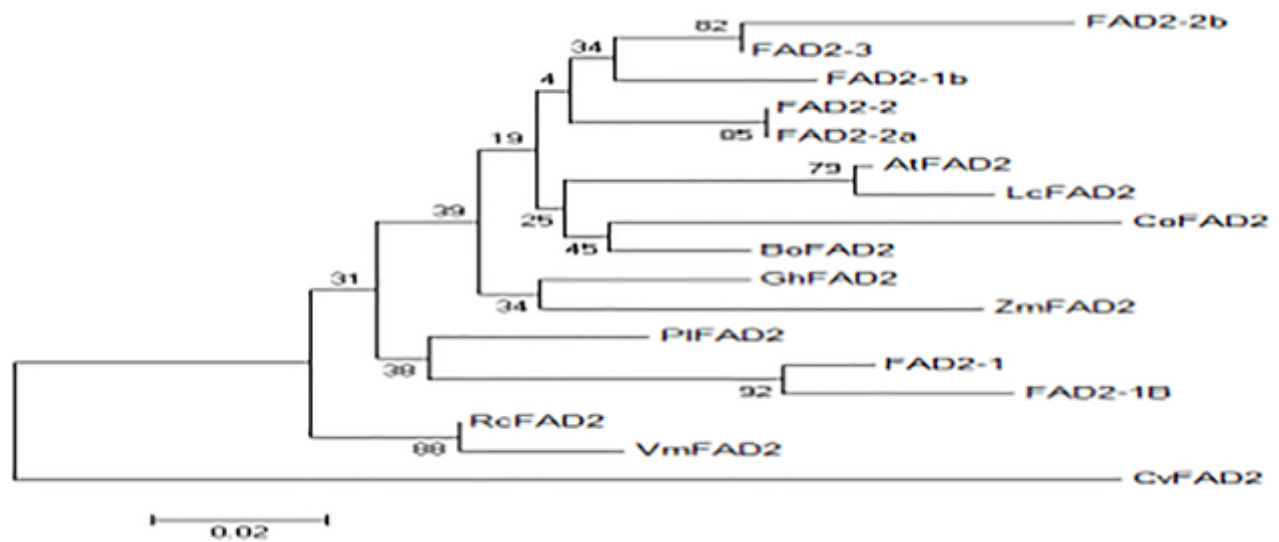 82
FAD2-2b
34
FAD2-3
4
FAD2-1b
FAD2-2
19
85
FAD2-2a
79
AtFAD2
LcFAD2
39
25
CoFAD2
45
BoFAD2
GhFAD2
31
34
ZmFAD2
PlFAD2
38
FAD2-1
92
FAD2-1B
RcFAD2
88
VmFAD2
CvFAD2
0.02